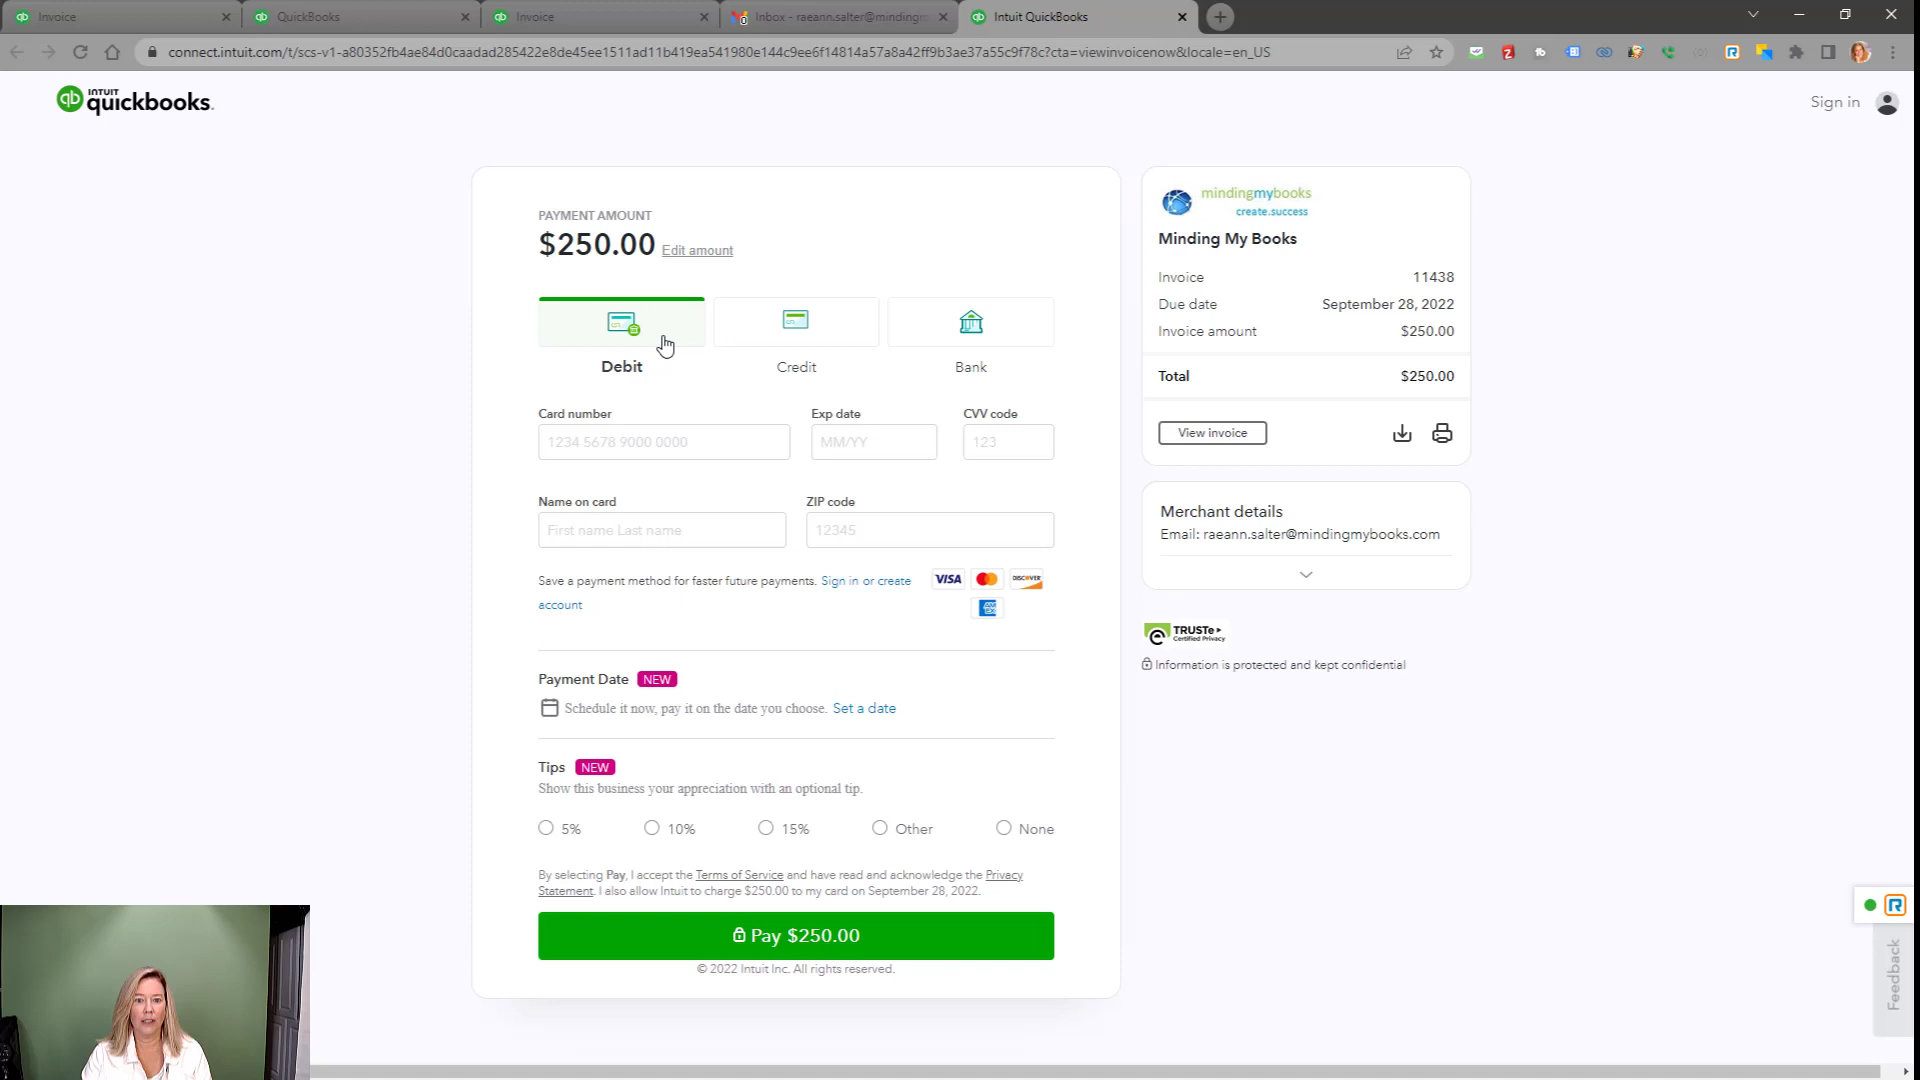 Invoice
QuickBooks
Invoice
Inbox - raeann.salter@minding
Intuit QuickBooks
connect.intuit.com/t/scs-v1-a80352fb4ae84d0caadad285422e8de45ee1511ad11b419ea541980e144c9ee6f14814a57a8a42ff9b3ae37a55c9f78c?cta=viewinvoicenow&locale=en_US
INTUIT
quickbooks.
Sign in
PAYMENT AMOUNT
$250.00 Edit amount
Debit
Credit
Bank
Card number
Exp date
CVV code
1234 5678 9000 0000
MM/YY
123
Name on card
ZIP code
First name Last name
12345
Save a payment method for faster future payments. Sign in or create
account
VISA
DISCOVER
AM
EX
Payment Date NEW
Schedule it now, pay it on the date you choose. Set a date
Tips NEW
Show this business your appreciation with an optional tip.
5%
10%
15%
Other
None
By selecting Pay, I accept the Terms of Service and have read and acknowledge the Privacy
Statement. I also allow Intuit to charge $250.00 to my card on September 28, 2022.
Pay $250.00
© 2022 Intuit Inc. All rights reserved.
mindingmybooks
create.success
Minding My Books
Invoice 11438
Due date September 28, 2022
Invoice amount $250.00
Total $250.00
View invoice
Merchant details
Email: raeann.salter@mindingmybooks.com
TRUSTe
Certified Privacy
Information is protected and kept confidential
Feedback